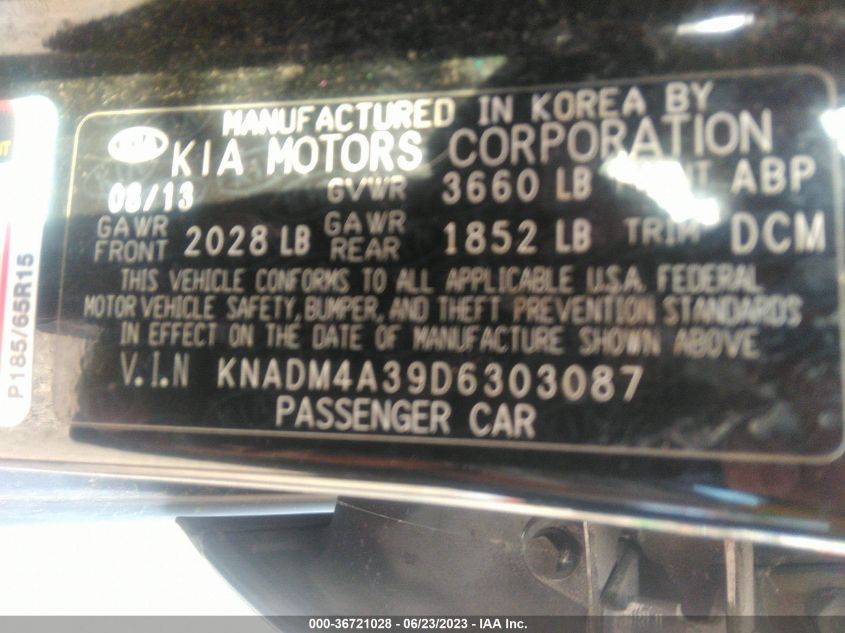 MANUFACTURED IN KOREA BY
KIA KIA MOTORS CORPORATION
08/13 GVWR 3660 LB PAINT ABP
GAWR FRONT 2028 LB GAWR REAR 1852 LB TRIM DCM
THIS VEHICLE CONFORMS TO ALL APPLICABLE U.S.A. FEDERAL
MOTOR VEHICLE SAFETY, BUMPER, AND THEFT PREVENTION STANDARDS
IN EFFECT ON THE DATE OF MANUFACTURE SHOWN ABOVE
V.I.N KNADM4A39D6303087
PASSENGER CAR
P185/65R15
000-36721028 - 06/23/2023 - IAA Inc.